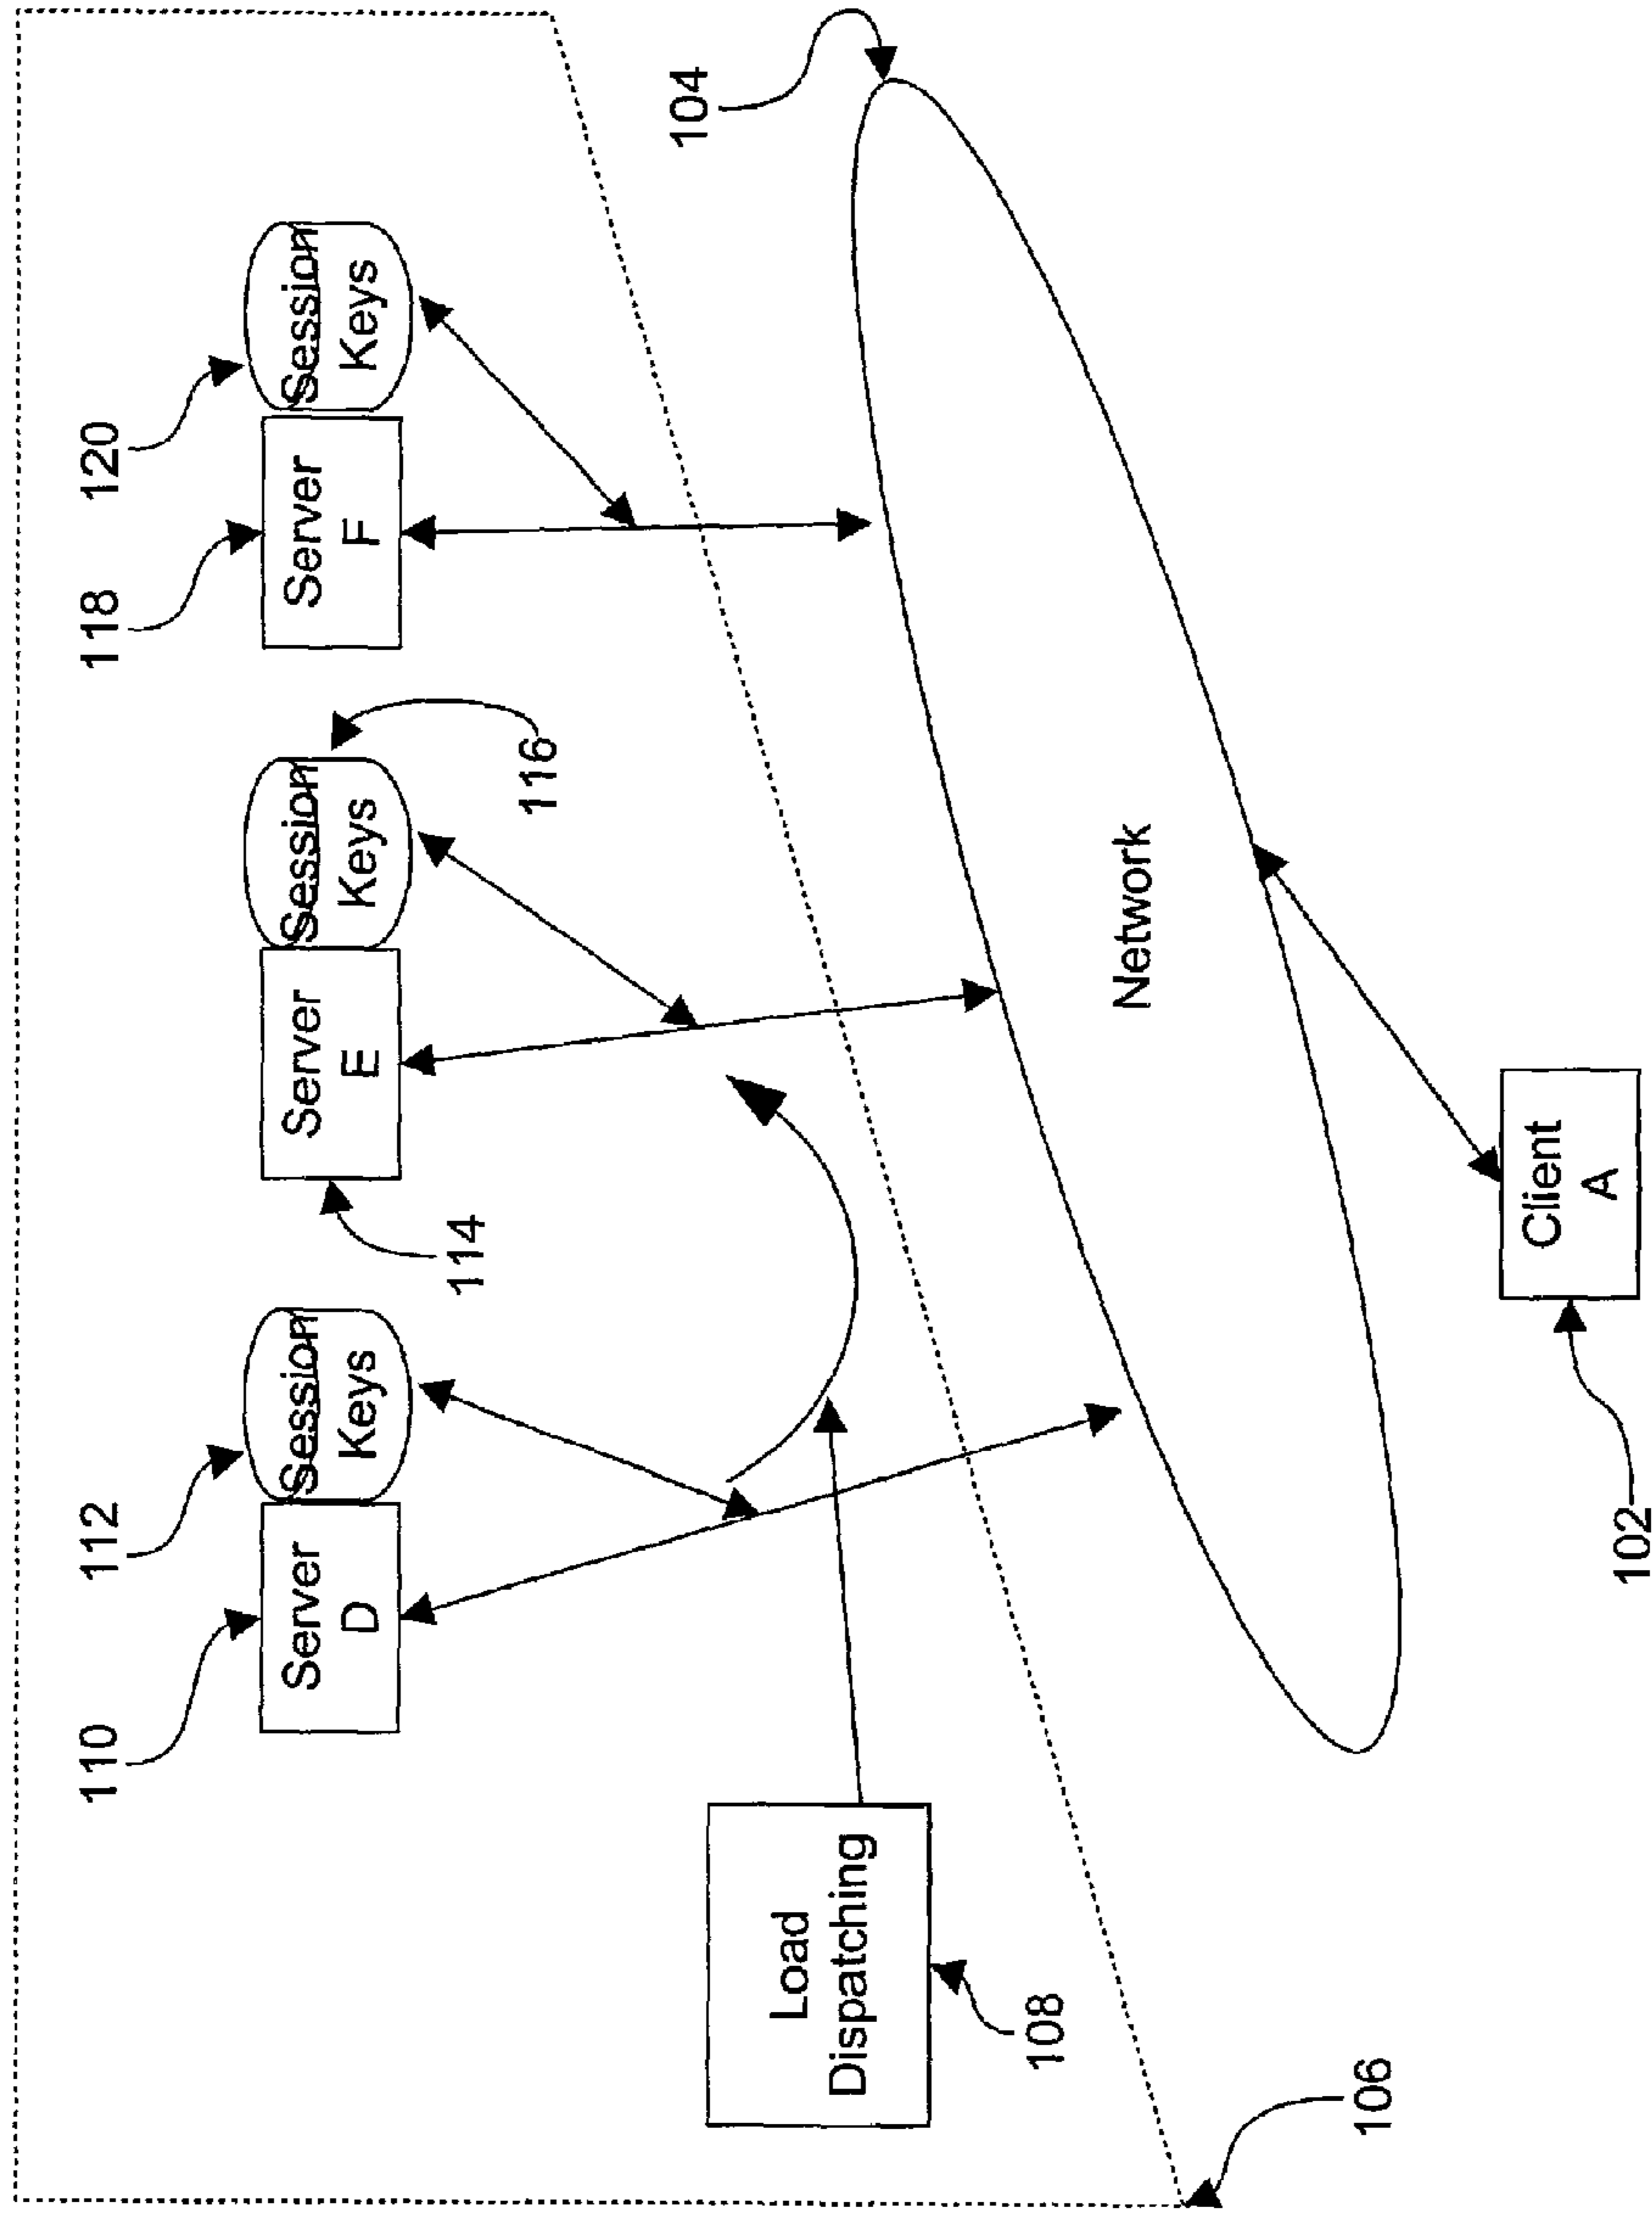 110
112
118
120
Server
D
Session
Keys
Server
E
Session
Keys
Server
F
Session
Keys
114
116
104
Load
Dispatching
108
Network
106
Client
A
102